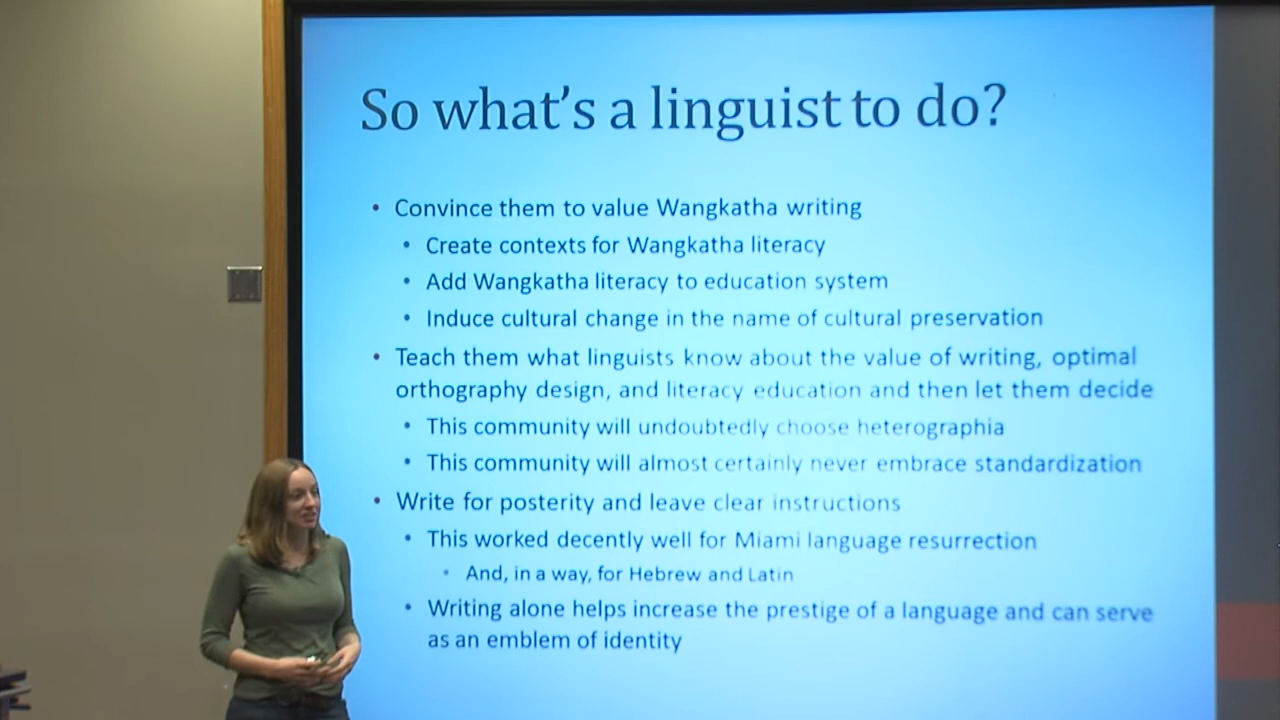 So what's a linguist to do?
• Convince them to value Wangkatha writing
• Create contexts for Wangkatha literacy
• Add Wangkatha literacy to education system
• Induce cultural change in the name of cultural preservation
• Teach them what linguists know about the value of writing, optimal
orthography design, and literacy education and then let them decide
• This community will undoubtedly choose heterographia
• This community will almost certainly never embrace standardization
• Write for posterity and leave clear instructions
• This worked decently well for Miami language resurrection
• And, in a way, for Hebrew and Latin
• Writing alone helps increase the prestige of a language and can serve
as an emblem of identity